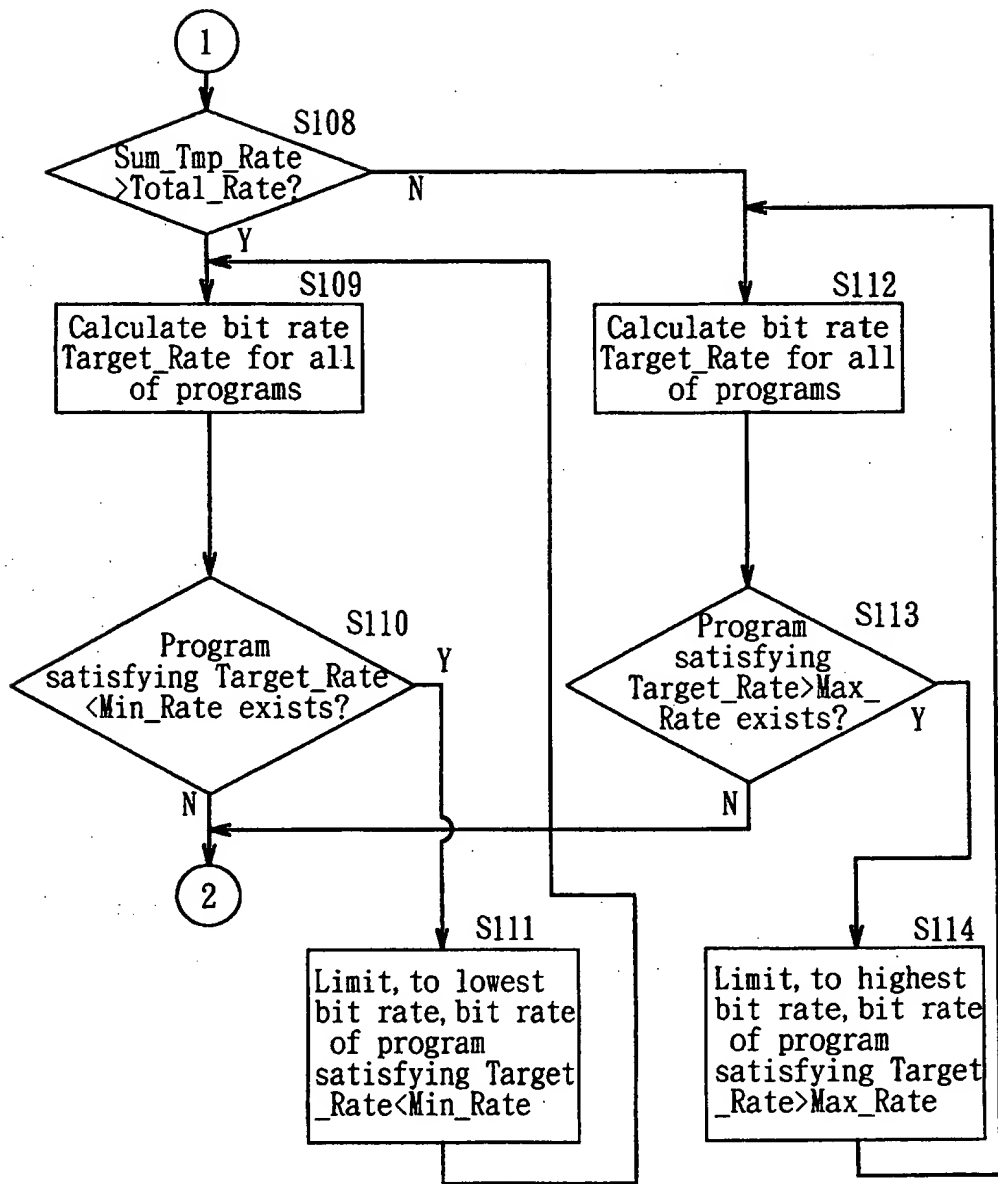 1
S108
Sum_Tmp_Rate
>Total_Rate?
N
Y
S109
Calculate bit rate
Target_Rate for all
of programs
S112
Calculate bit rate
Target_Rate for all
of programs
S110
Program
satisfying Target_Rate
<Min_Rate exists?
Y
N
S113
Program
satisfying
Target_Rate>Max_
Rate exists?
Y
N
2
S111
Limit, to lowest
bit rate, bit rate
of program
satisfying Target
_Rate<Min_Rate
S114
Limit, to highest
bit rate, bit rate
of program
satisfying Target
_Rate>Max_Rate